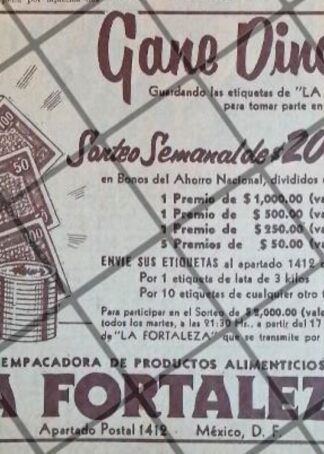 Gane Dine
Guardando las etiquetas de "LA
para tomar parte en
Sorteo Semanal de $20
en Bonos del Ahorro Nacional, divididos
1 Premio de $1,000.00 (va
1 Premio de $ 500.00 (va
1 Premio de $ 250.00 (va
5 Premios de $ 50.00 (va
ENVIE SUS ETIQUETAS al apartado 1412
Por 1 etiqueta de lata de 3 kilos
Por 10 etiquetas de cualquier otro
Para participar en el Sorteo de $2,000.00 (valo
todos los martes, a las 21:30 Hrs., a partir del 17
de "LA FORTALEZA" que se transmite por
EMPACADORA DE PRODUCTOS ALIMENTICIOS
A FORTALEZ
Apartado Postal 1412 México, D. F.
50